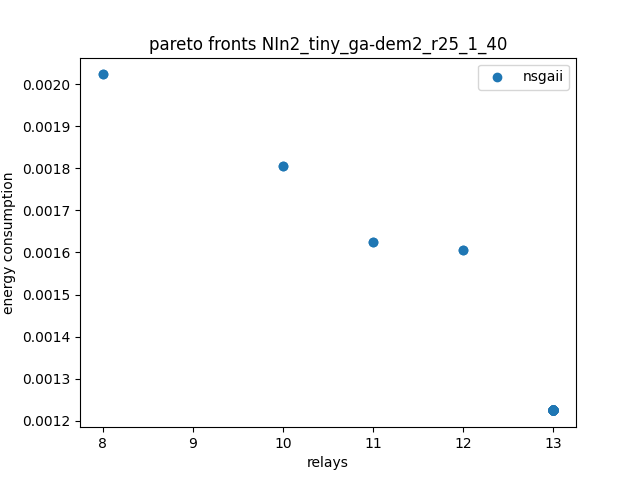 pareto fronts NIn2_tiny_ga-dem2_r25_1_40
nsgaii
0.0020
0.0019
0.0018
0.0017
0.0016
0.0015
0.0014
0.0013
0.0012
energy consumption
8 9 10 11 12 13
relays